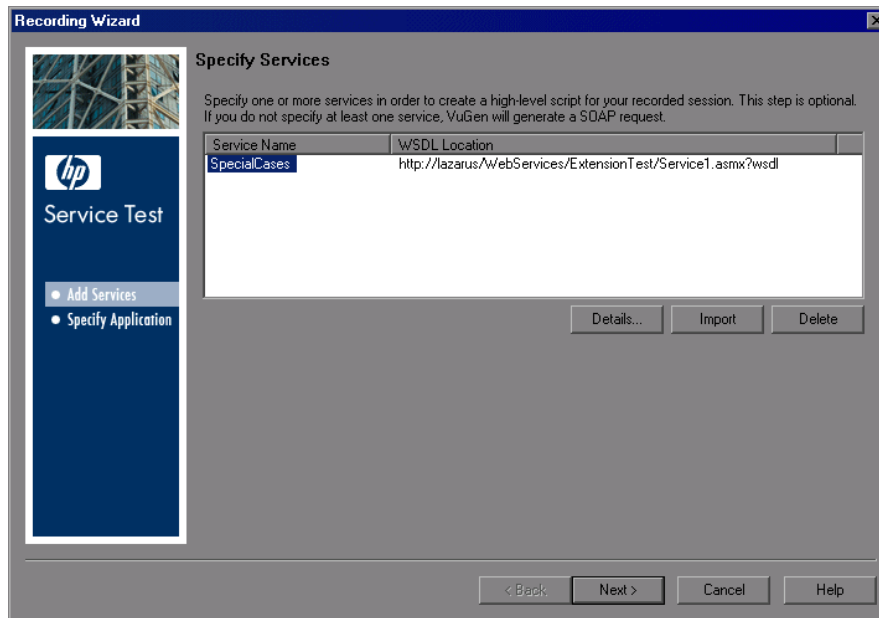 Recording Wizard
Specify Services
Specify one or more services in order to create a high-level script for your recorded session. This step is optional.
If you do not specify at least one service, VuGen will generate a SOAP request.
Service Name WSDL Location
SpecialCases http://lazarus/WebServices/ExtensionTest/Service1.asmx?wsdl
hp
Service Test
Add Services
Specify Application
Details... Import Delete
< Back Next > Cancel Help